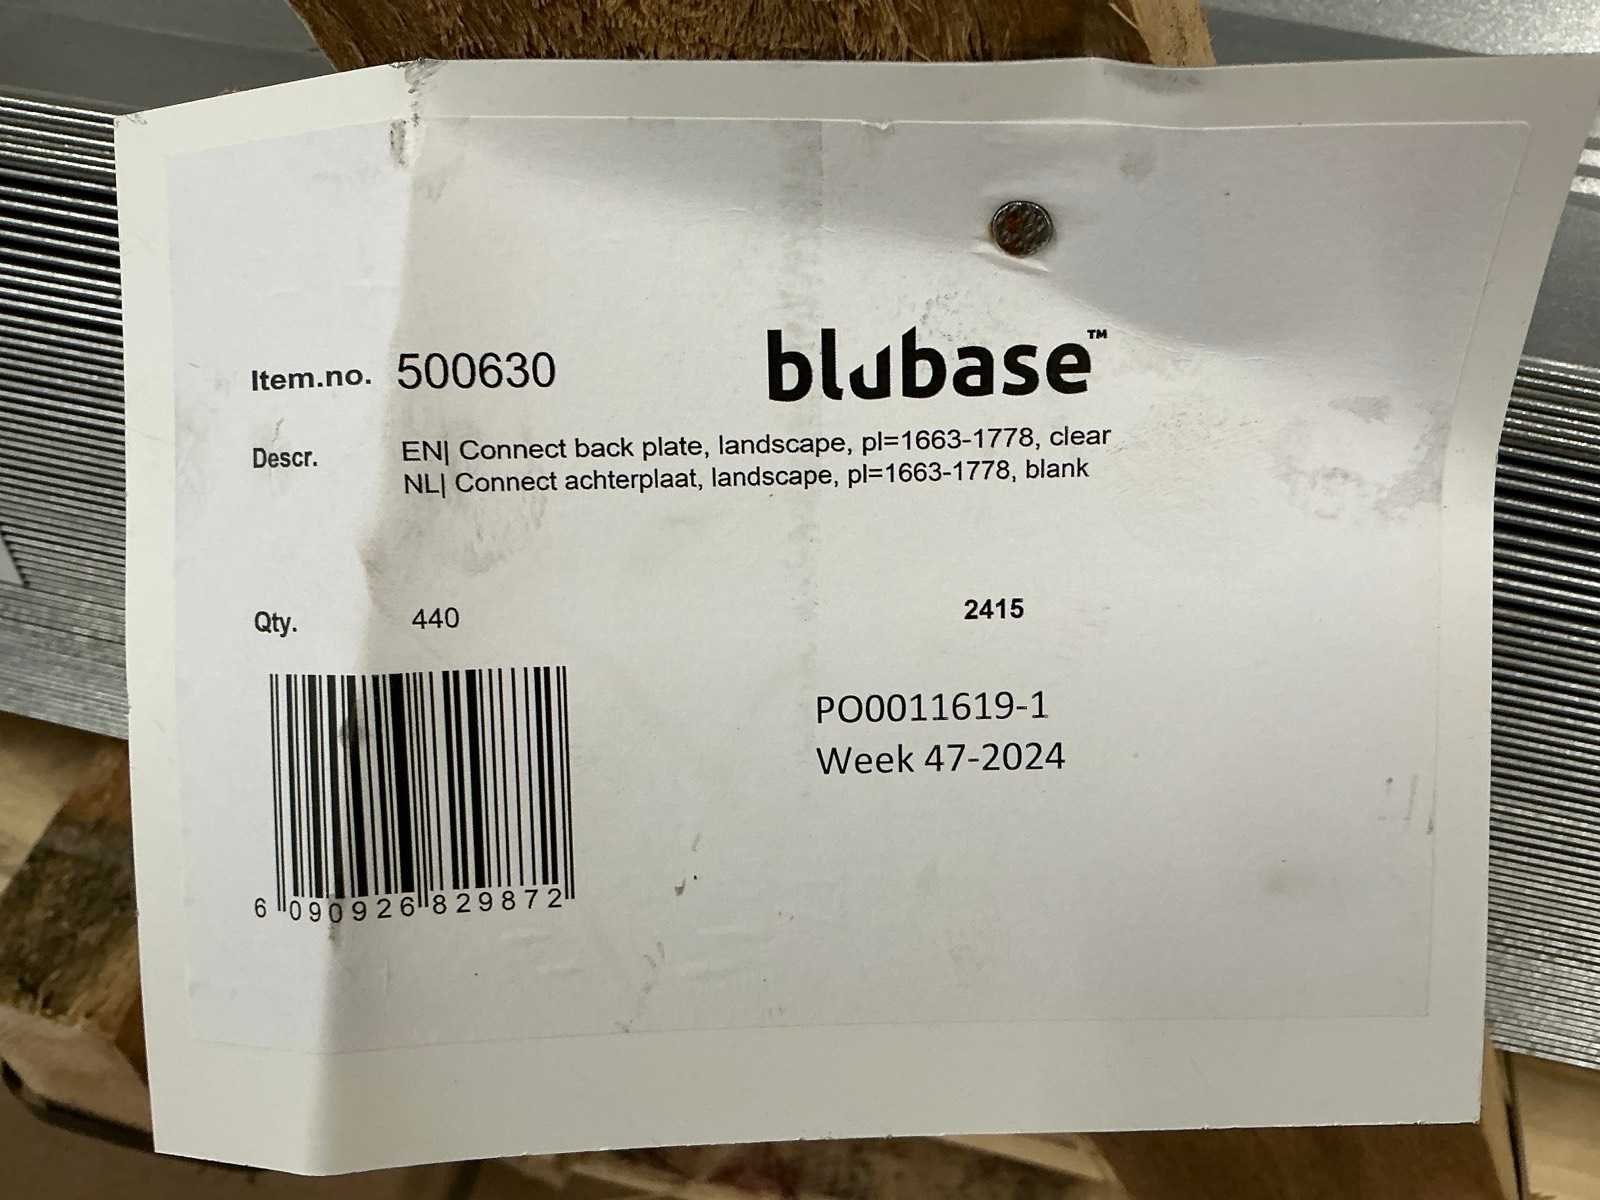 Item.no. 500630
blubase™
Descr. EN| Connect back plate, landscape, pl=1663-1778, clear
NL| Connect achterplaat, landscape, pl=1663-1778, blank
Qty. 440
2415
PO0011619-1
Week 47-2024
6 090926 829872